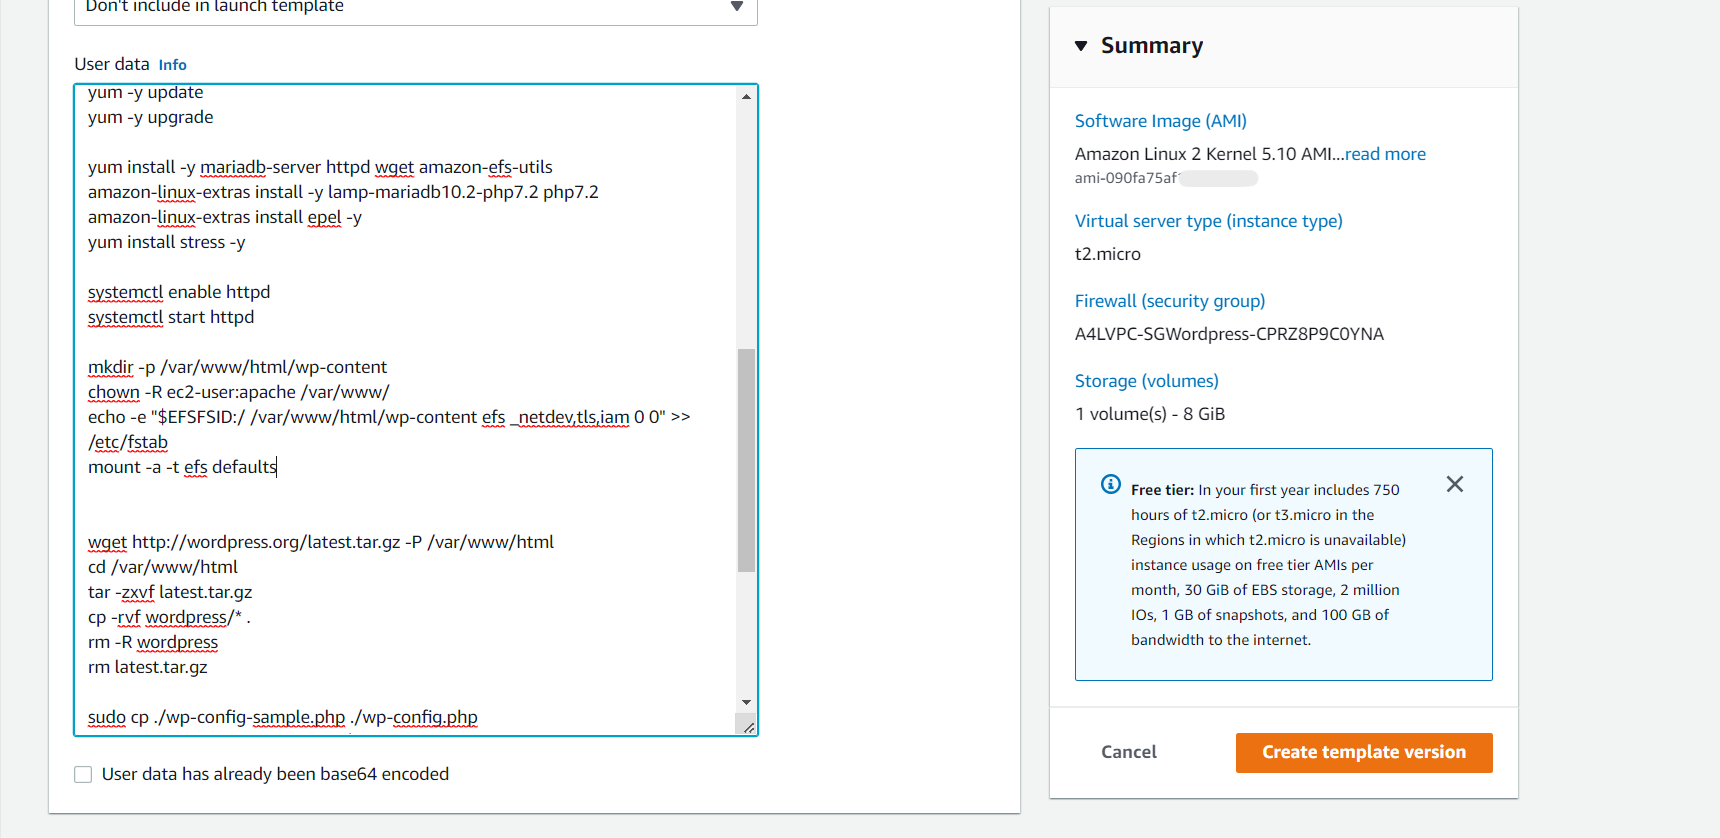 Don't include in launch template
User data Info
yum -y update
yum -y upgrade
yum install -y mariadb-server httpd wget amazon-efs-utils
amazon-linux-extras install -y lamp-mariadb10.2-php7.2 php7.2
amazon-linux-extras install epel -y
yum install stress -y
systemctl enable httpd
systemctl start httpd
mkdir -p /var/www/html/wp-content
chown -R ec2-user:apache /var/www/
echo -e "$EFSFSID:/ /var/www/html/wp-content efs _netdev,tls,iam 0 0" >>
/etc/fstab
mount -a -t efs defaults
wget http://wordpress.org/latest.tar.gz -P /var/www/html
cd /var/www/html
tar -zxvf latest.tar.gz
cp -rvf wordpress/* .
rm -R wordpress
rm latest.tar.gz
sudo cp ./wp-config-sample.php ./wp-config.php
User data has already been base64 encoded
Summary
Software Image (AMI)
Amazon Linux 2 Kernel 5.10 AMI...read more
ami-090fa75af
Virtual server type (instance type)
t2.micro
Firewall (security group)
A4LVPC-SGWordpress-CPRZ8P9C0YNA
Storage (volumes)
1 volume(s) - 8 GiB
Free tier: In your first year includes 750
hours of t2.micro (or t3.micro in the
Regions in which t2.micro is unavailable)
instance usage on free tier AMIs per
month, 30 GiB of EBS storage, 2 million
IOs, 1 GB of snapshots, and 100 GB of
bandwidth to the internet.
Cancel
Create template version